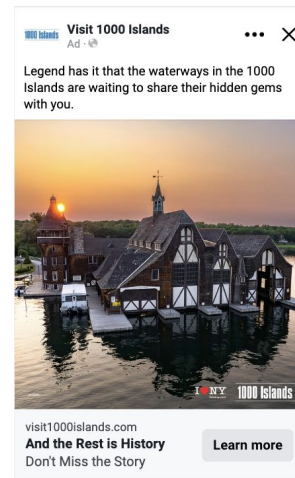 1000 Islands
Visit 1000 Islands
Ad
Legend has it that the waterways in the 1000
Islands are waiting to share their hidden gems
with you.
I NY
1000 Islands
visit1000islands.com
And the Rest is History
Don't Miss the Story
Learn more